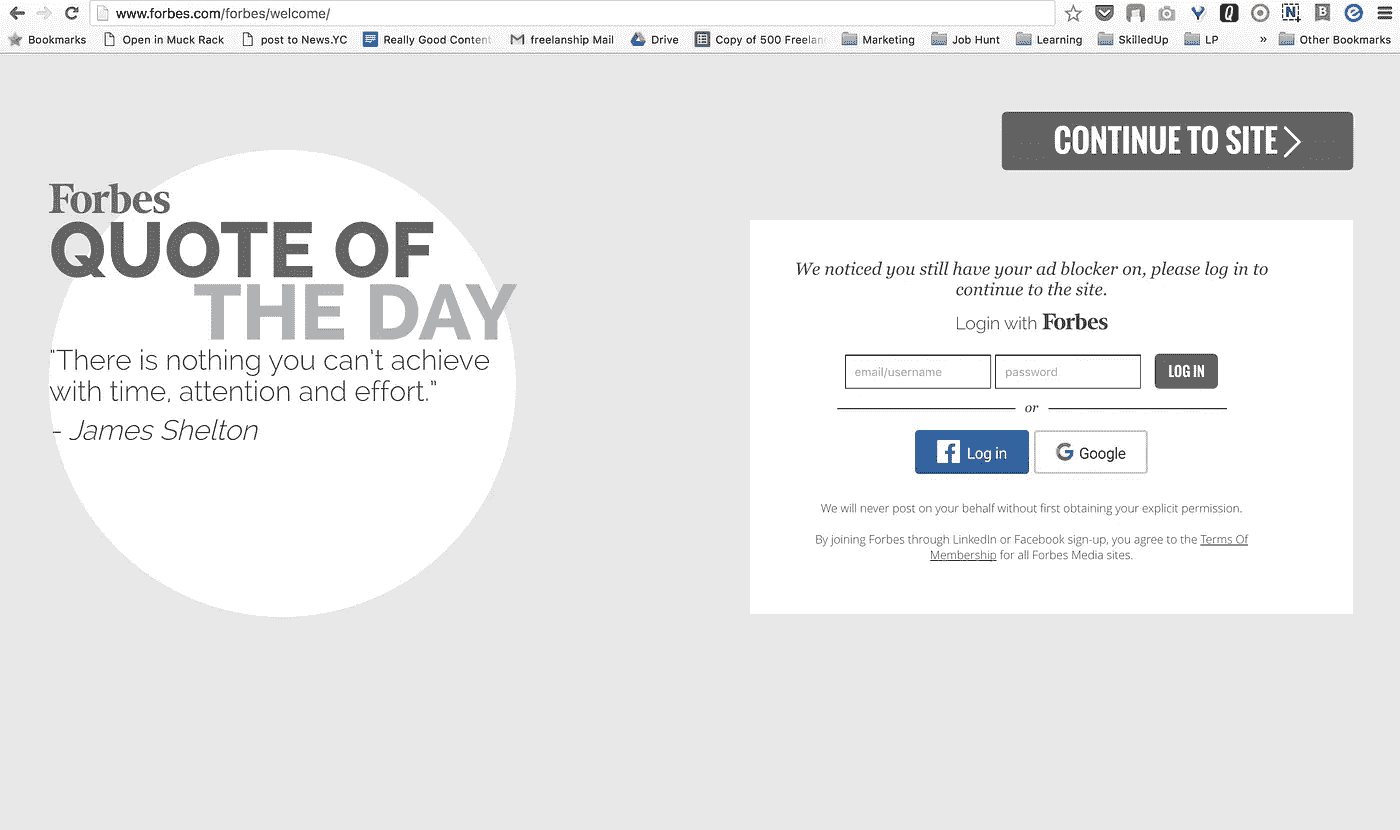 www.forbes.com/forbes/welcome/
Bookmarks Open in Muck Rack post to News.YC Really Good Content freelanship Mail Drive Copy of 500 Freelan Marketing Job Hunt Learning SkilledUp LP » Other Bookmarks
CONTINUE TO SITE
Forbes
QUOTE OF
THE DAY
"There is nothing you can't achieve
with time, attention and effort."
- James Shelton
We noticed you still have your ad blocker on, please log in to
continue to the site.
Login with Forbes
email/username password LOG IN
or
Log in Google
We will never post on your behalf without first obtaining your explicit permission.
By joining Forbes through LinkedIn or Facebook sign-up, you agree to the Terms Of
Membership for all Forbes Media sites.